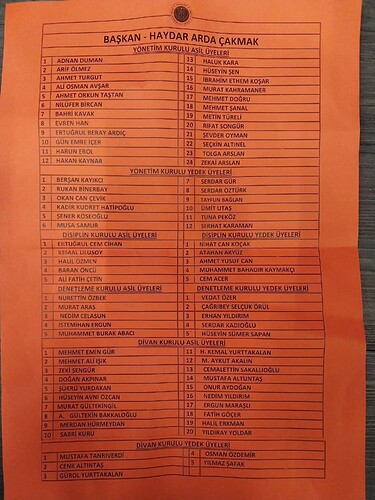 BAŞKAN - HAYDAR ARDA ÇAKMAK
YÖNETİM KURULU ASİL ÜYELERİ
1 ADNAN DUMAN
2 ARİF ÖLMEZ
3 AHMET TURGUT
4 ALİ OSMAN AVŞAR
5 AHMET ORKUN TAŞTAN
6 NİLÜFER BİRCAN
7 BAHRİ KAVAK
8 EVREN HAN
9 ERTUĞRUL BERAY ARDIÇ
10 GÜN EMRE İÇER
11 HARUN EROL
12 HAKAN KAYNAR
13 HALUK KARA
14 HÜSEYİN ŞEN
15 İBRAHİM ETHEM KOŞAR
16 MURAT KAHRAMANER
17 MEHMET DOĞRU
18 MEHMET ŞANAL
19 METİN TÜRELİ
20 RIFAT SONGÜR
21 ŞEVDER OYMAN
22 SEÇKİN ALTINEL
23 TOLGA ARSLAN
24 ZEKAİ ARSLAN
YÖNETİM KURULU YEDEK ÜYELERİ
1 BERŞAN KAYIKCI
2 RUKAN BİNERBAY
3 OKAN CAN ÇEVİK
4 KADİR KUDRET HATİPOĞLU
5 ŞENER KÖSEOĞLU
6 MUSA SAMUR
7 SERDAR GÜR
8 SERDAR ÖZTÜRK
9 TAYFUN BAĞLAN
10 ÜMİT UTAŞ
11 TUNA PEKÖZ
12 SERHAT KARAMAN
DİSİPLİN KURULU ASİL ÜYELERİ
1 ERTUĞRUL CEM CİHAN
2 KEMAL ULUSOY
3 HALİL ÖZMEN
4 BARAN ÖNCÜ
5 ALİ FATİH ÇETİN
DİSİPLİN KURULU YEDEK ÜYELERİ
1 NİHAT CAN KOÇAK
2 ATAHAN AKYÜZ
3 AHMET YUSUF CAN
4 MUHAMMET BAHADIR KAYMAKÇI
5 CEM ACER
DENETLEME KURULU ASİL ÜYELERİ
1 NURETTİN ÖZBEK
2 MURAT ARAS
3 NEDİM CELASUN
4 İSTEMİHAN ERGUN
5 MUHAMMET BURAK ABACI
DENETLEME KURULU YEDEK ÜYELERİ
1 VEDAT ÖZER
2 ÇAĞRIBEY SELÇUK ÖRÜL
3 ERHAN YILDIRIM
4 SERDAR KADIOĞLU
5 HÜSEYİN SÜMER SAPAN
DİVAN KURULU ASİL ÜYELERİ
1 MEHMET EMİN GÜR
2 MEHMET ALİ IŞIK
3 ZEKİ ŞENGÜR
4 DOĞAN AKPINAR
5 ŞÜKRÜ YURDAKAN
6 HÜSEYİN AVNİ ÖZCAN
7 MURAT GÜLTEKİNGİL
8 A. GÜLTEKİN BAKKALOĞLU
9 MERDAN HÜRMEYDAN
10 SABRİ KURU
11 H. KEMAL YURTTAKALAN
12 M. AYKUT AKALIN
13 CEMALETTİN SAKALLIOĞLU
14 MUSTAFA ALTUNTAŞ
15 ONUR AYDOĞAN
16 NEDİM YILDIRIM
17 ERGUN MARAŞLI
18 FATİH GÖÇER
19 HALİL ERKMAN
20 YILDIRAY YOLDAR
DİVAN KURULU YEDEK ÜYELERİ
1 MUSTAFA TANRIVERDİ
2 CENK ALTINTAŞ
3 GÜROL YURTTAKALAN
4 OSMAN ÖZDEMİR
5 YILMAZ ŞAFAK